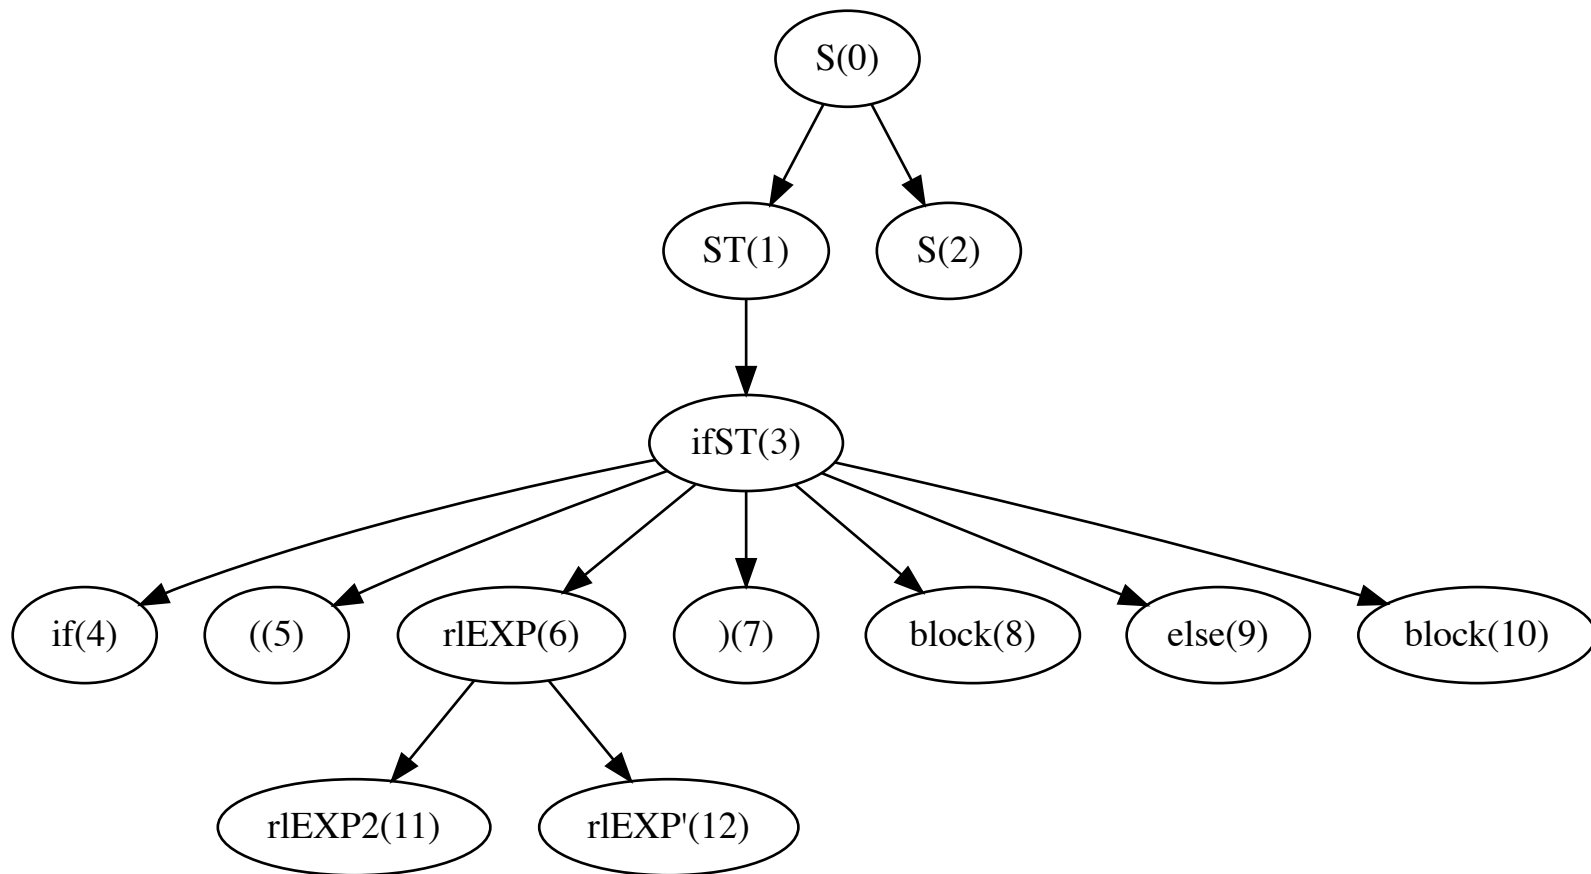 S(0)
ST(1)
S(2)
ifST(3)
if(4)
((5)
rlEXP(6)
)(7)
block(8)
else(9)
block(10)
rlEXP2(11)
rlEXP'(12)